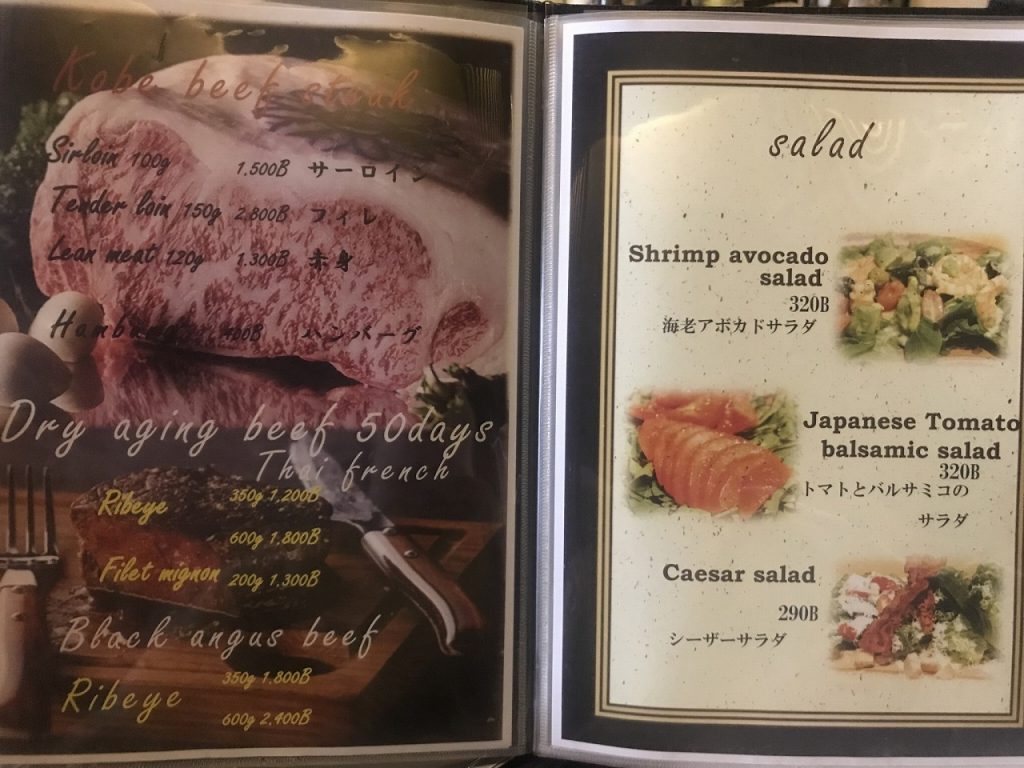 Kobe beef steak
Sirloin 100g 1.500B サーロイン
Tender loin 150g 2.800B フィレ
Lean meat 120g 1.300B 赤身
ハンバーグ
Dry aging beef 50days
Thai french
Ribeye 350g 1,200B
600g 1.800B
Filet mignon 200g 1.300B
Black angus beef
Ribeye 350g 1.800B
600g 2.400B
salad
Shrimp avocado
salad
320B
海老アボカドサラダ
Japanese Tomato
balsamic salad
320B
トマトとバルサミコの
サラダ
Caesar salad
290B
シーザーサラダ